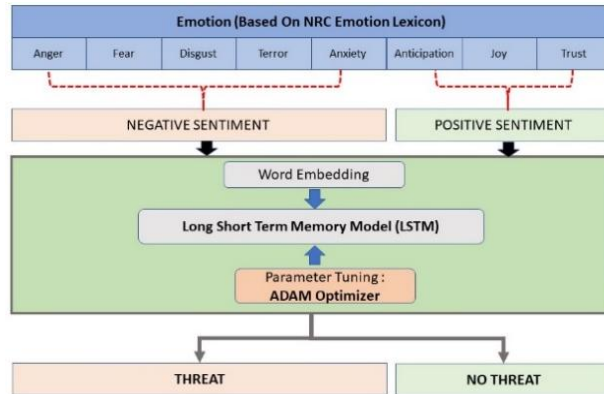 Emotion (Based On NRC Emotion Lexicon)
Anger Fear Disgust Terror Anxiety Anticipation Joy Trust
NEGATIVE SENTIMENT POSITIVE SENTIMENT
Word Embedding
Long Short Term Memory Model (LSTM)
Parameter Tuning :
ADAM Optimizer
THREAT NO THREAT